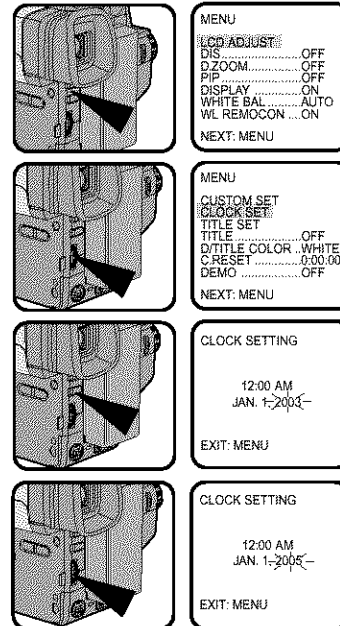 MENU
LCD ADJUST
DIS....................OFF
D.ZOOM.............OFF
PIP.....................OFF
DISPLAY ............ON
WHITE BAL.........AUTO
WL REMOCON ....ON
NEXT: MENU
MENU
CUSTOM SET
CLOCK SET
TITLE SET
TITLE..................OFF
D/TITLE COLOR ..WHITE
C.RESET ............0:00:00
DEMO ................OFF
NEXT: MENU
CLOCK SETTING
12:00 AM
JAN. 1, 2003
EXIT: MENU
CLOCK SETTING
12:00 AM
JAN. 1, 2005
EXIT: MENU